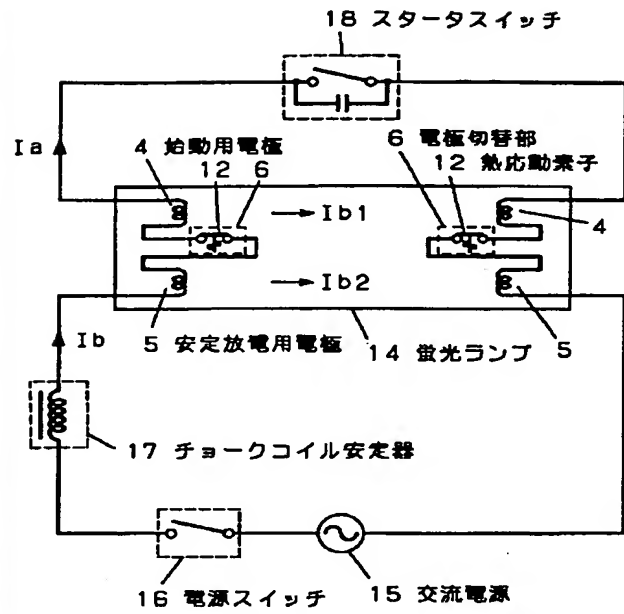 18 スタータスイッチ
Ia
4 始動用電極
12
6
6 電極切替部
12 熱応動素子
4
Ib1
Ib2
Ib
5 安定放電用電極
14 蛍光ランプ
5
17 チョークコイル安定器
16 電源スイッチ
15 交流電源